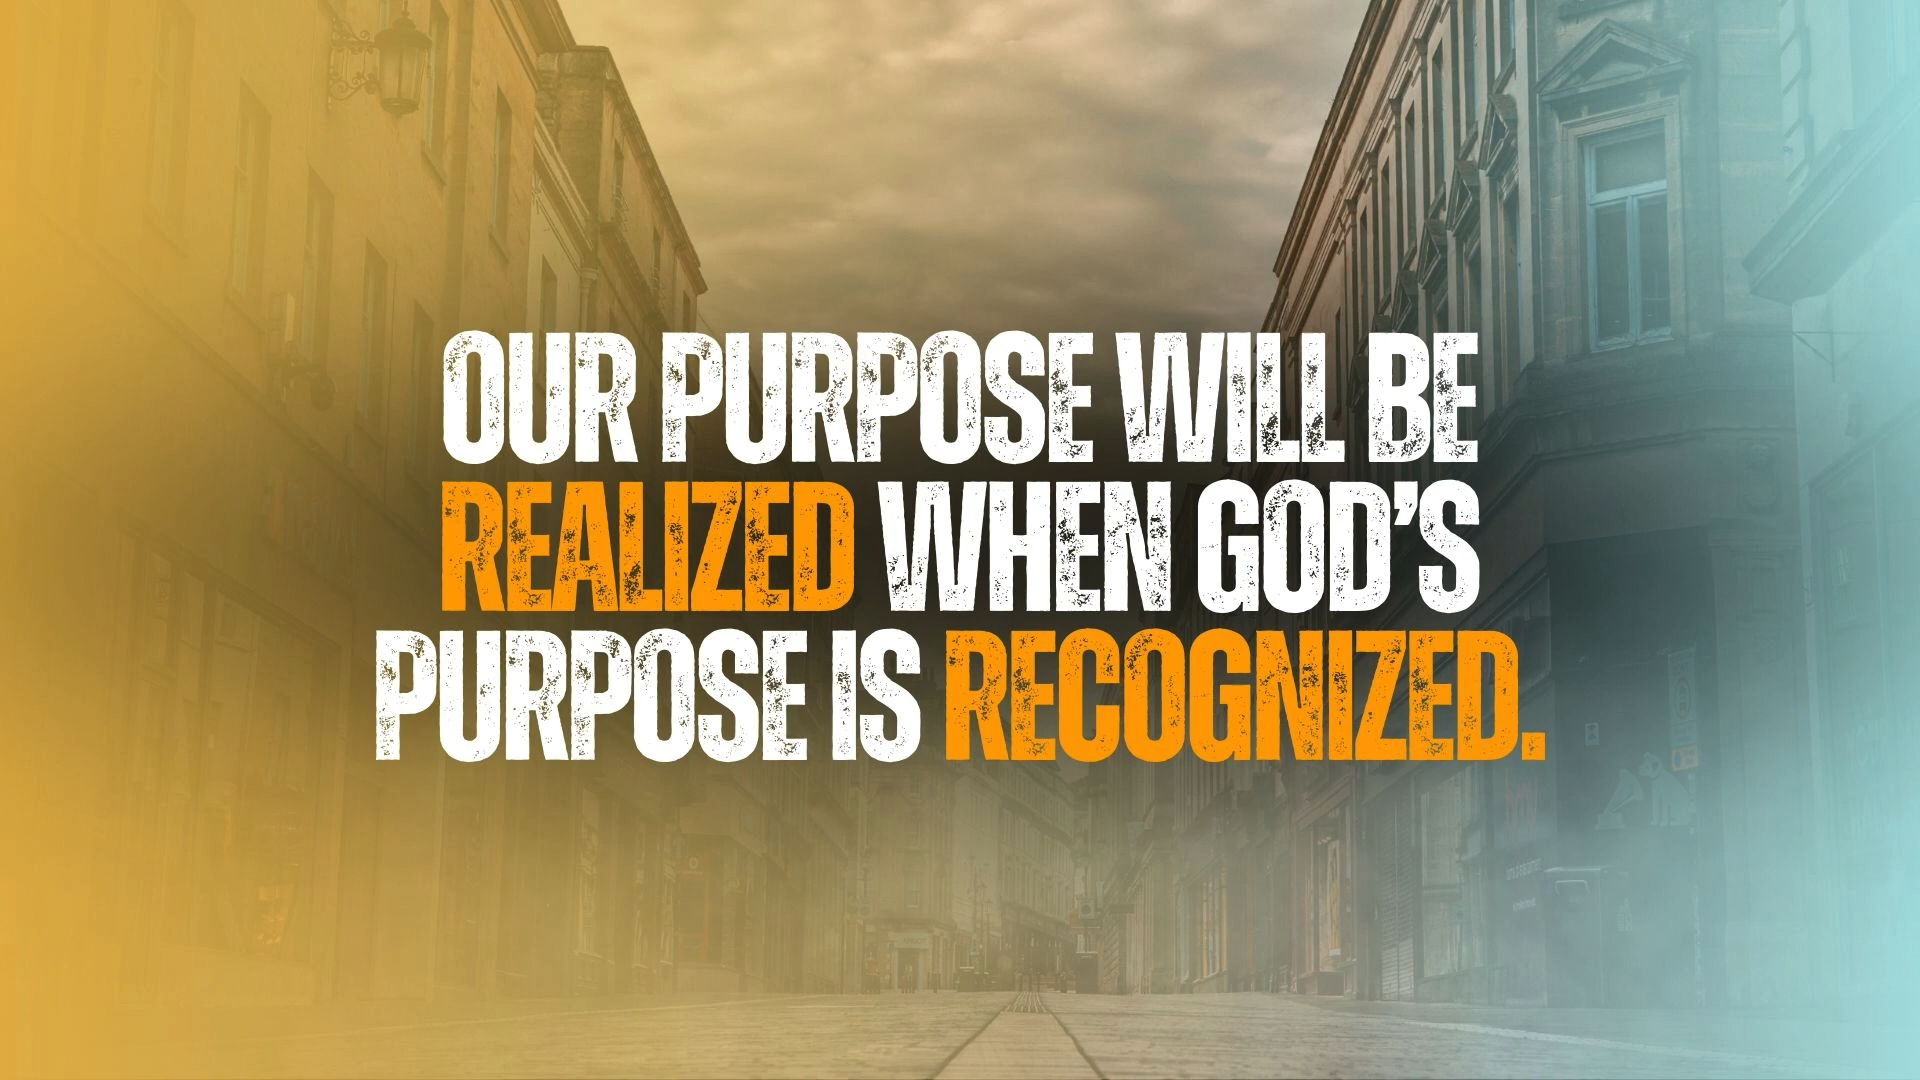 OUR PURPOSE WILL BE
REALIZED WHEN GOD'S
PURPOSE IS RECOGNIZED.